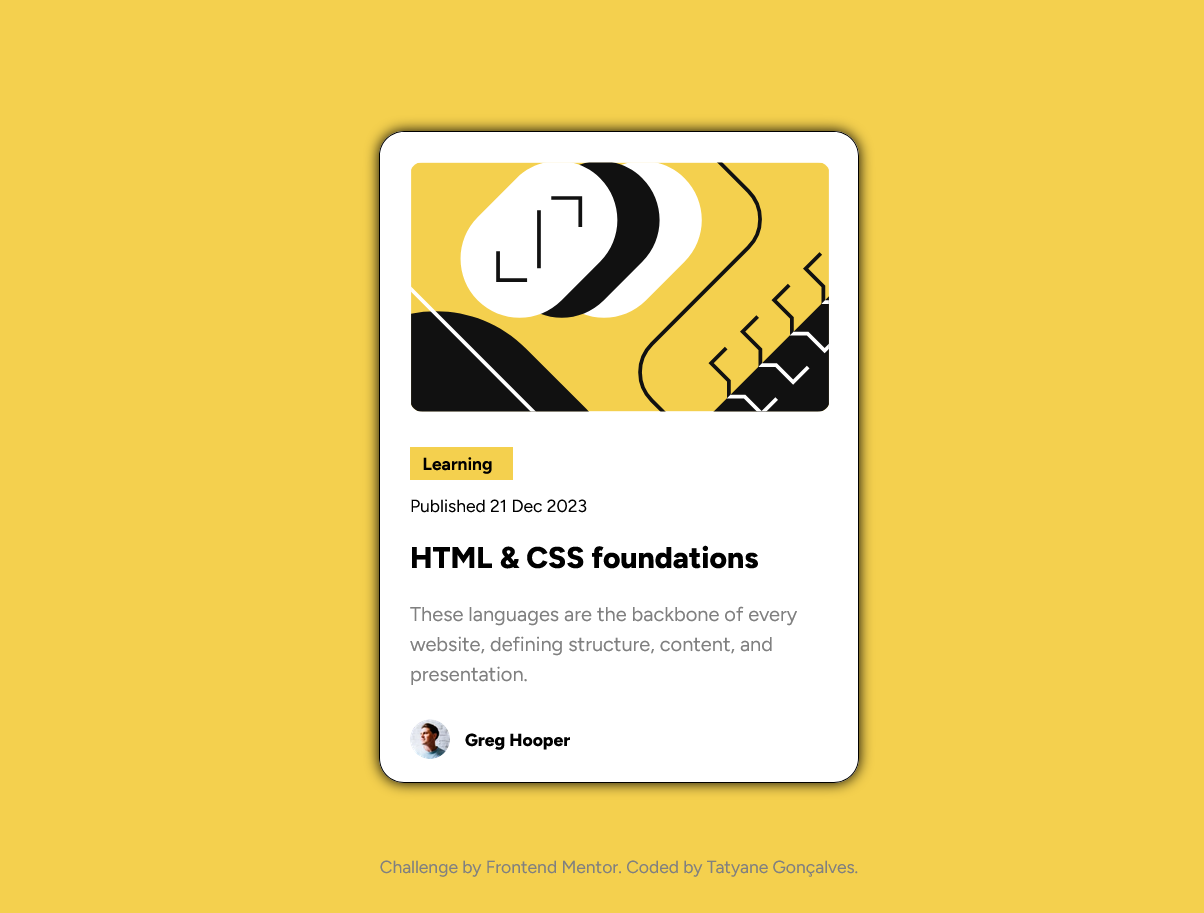 Learning
Published 21 Dec 2023
HTML & CSS foundations
These languages are the backbone of every
website, defining structure, content, and
presentation.
Greg Hooper
Challenge by Frontend Mentor. Coded by Tatyane Gonçalves.